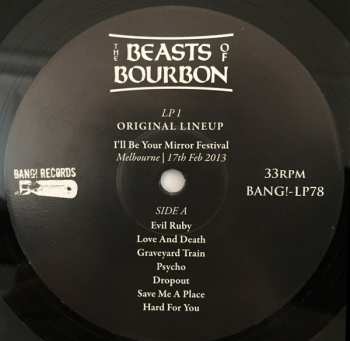 THE BEASTS OF
BOURBON
LP 1
ORIGINAL LINEUP
I'll Be Your Mirror Festival
Melbourne | 17th Feb 2013
BANG! RECORDS
33RPM
BANG!-LP78
SIDE A
Evil Ruby
Love And Death
Graveyard Train
Psycho
Dropout
Save Me A Place
Hard For You